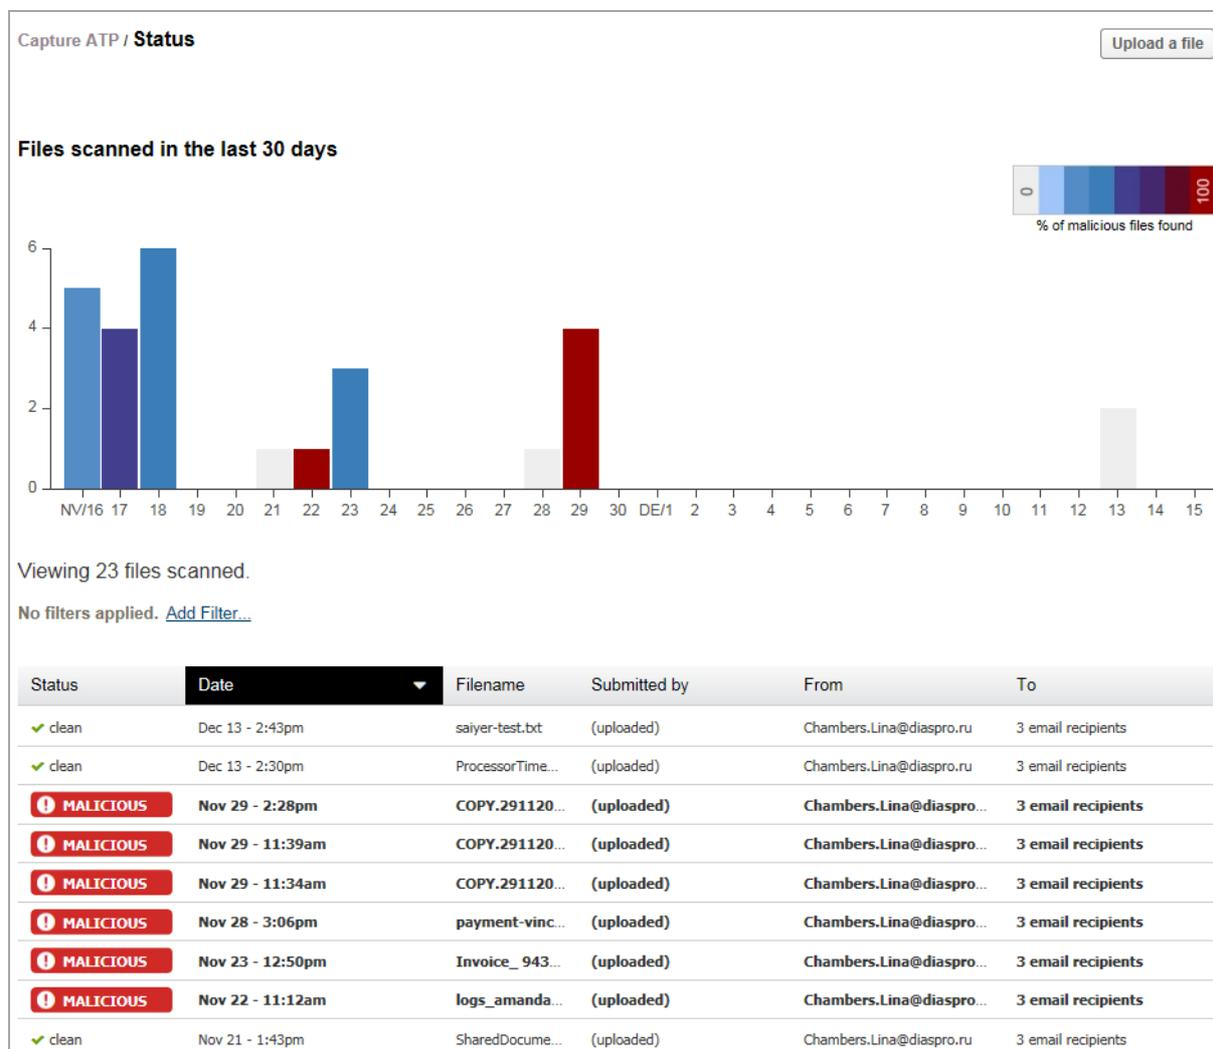 Capture ATP / Status
Upload a file
Files scanned in the last 30 days
0 100
% of malicious files found
6
4
2
0
NV/16 17 18 19 20 21 22 23 24 25 26 27 28 29 30 DE/1 2 3 4 5 6 7 8 9 10 11 12 13 14 15
Viewing 23 files scanned.
No filters applied. Add Filter...
Status Date Filename Submitted by From To
clean Dec 13 - 2:43pm saiyer-test.txt (uploaded) Chambers.Lina@diaspro.ru 3 email recipients
clean Dec 13 - 2:30pm ProcessorTime... (uploaded) Chambers.Lina@diaspro.ru 3 email recipients
MALICIOUS Nov 29 - 2:28pm COPY.291120... (uploaded) Chambers.Lina@diaspro... 3 email recipients
MALICIOUS Nov 29 - 11:39am COPY.291120... (uploaded) Chambers.Lina@diaspro... 3 email recipients
MALICIOUS Nov 29 - 11:34am COPY.291120... (uploaded) Chambers.Lina@diaspro... 3 email recipients
MALICIOUS Nov 28 - 3:06pm payment-vinc... (uploaded) Chambers.Lina@diaspro... 3 email recipients
MALICIOUS Nov 23 - 12:50pm Invoice_ 943... (uploaded) Chambers.Lina@diaspro... 3 email recipients
MALICIOUS Nov 22 - 11:12am logs_amanda... (uploaded) Chambers.Lina@diaspro... 3 email recipients
clean Nov 21 - 1:43pm SharedDocume... (uploaded) Chambers.Lina@diaspro.ru 3 email recipients